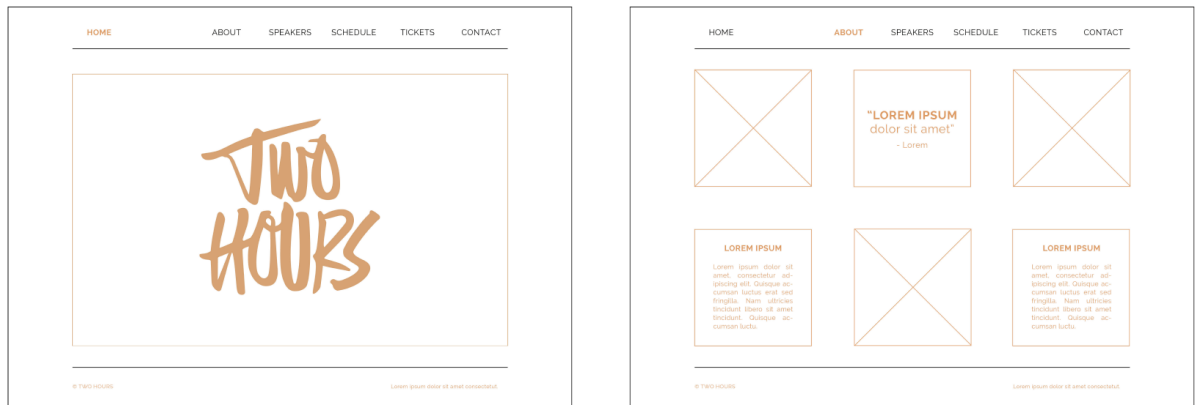 HOME ABOUT SPEAKERS SCHEDULE TICKETS CONTACT
TWO
HOURS
© TWO HOURS Lorem ipsum dolor sit amet consectatut
HOME ABOUT SPEAKERS SCHEDULE TICKETS CONTACT
“LOREM IPSUM
dolor sit amet”
- Lorem
LOREM IPSUM
Lorem ipsum dolor sit
amet, consectetur ad-
ipiscing elit. Quisque ac-
cumsan luctus erat sed
fringilla. Nam ultricies
tincidunt libero sit amet
tincidunt. Quisque ac-
cumsan luctu.
LOREM IPSUM
Lorem ipsum dolor sit
amet, consectetur ad-
ipiscing elit. Quisque ac-
cumsan luctus erat sed
fringilla. Nam ultricies
tincidunt libero sit amet
tincidunt. Quisque ac-
cumsan luctu.
© TWO HOURS Lorem ipsum dolor sit amet consectatut